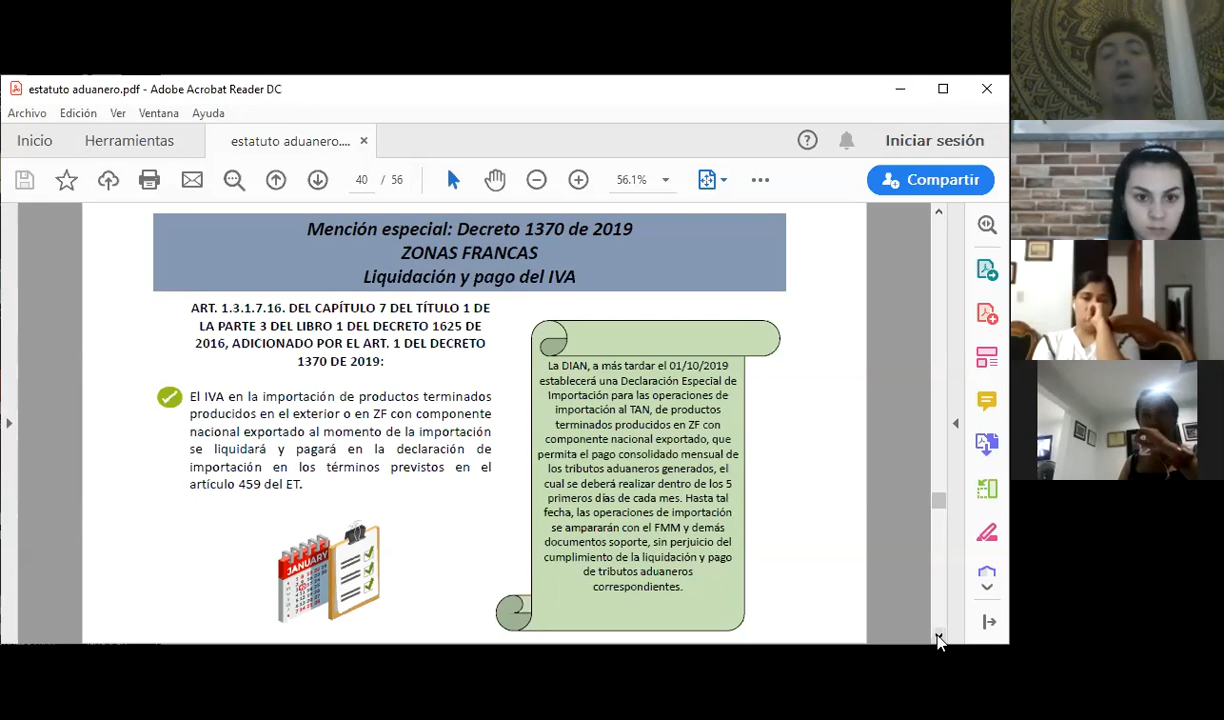 estatuto aduanero.pdf - Adobe Acrobat Reader DC
Archivo Edición Ver Ventana Ayuda
Inicio Herramientas estatuto aduanero.... Iniciar sesión
40 / 56 56.1% Compartir
Mención especial: Decreto 1370 de 2019
ZONAS FRANCAS
Liquidación y pago del IVA
ART. 1.3.1.7.16. DEL CAPÍTULO 7 DEL TÍTULO 1 DE
LA PARTE 3 DEL LIBRO 1 DEL DECRETO 1625 DE
2016, ADICIONADO POR EL ART. 1 DEL DECRETO
1370 DE 2019:
El IVA en la importación de productos terminados
producidos en el exterior o en ZF con componente
nacional exportado al momento de la importación
se liquidará y pagará en la declaración de
importación en los términos previstos en el
artículo 459 del ET.
JANUARY
La DIAN, a más tardar el 01/10/2019
establecerá una Declaración Especial de
Importación para las operaciones de
importación al TAN, de productos
terminados producidos en ZF con
componente nacional exportado, que
permita el pago consolidado mensual de
los tributos aduaneros generados, el
cual se deberá realizar dentro de los 5
primeros días de cada mes. Hasta tal
fecha, las operaciones de importación
se ampararán con el FMM y demás
documentos soporte, sin perjuicio del
cumplimiento de la liquidación y pago
de tributos aduaneros
correspondientes.